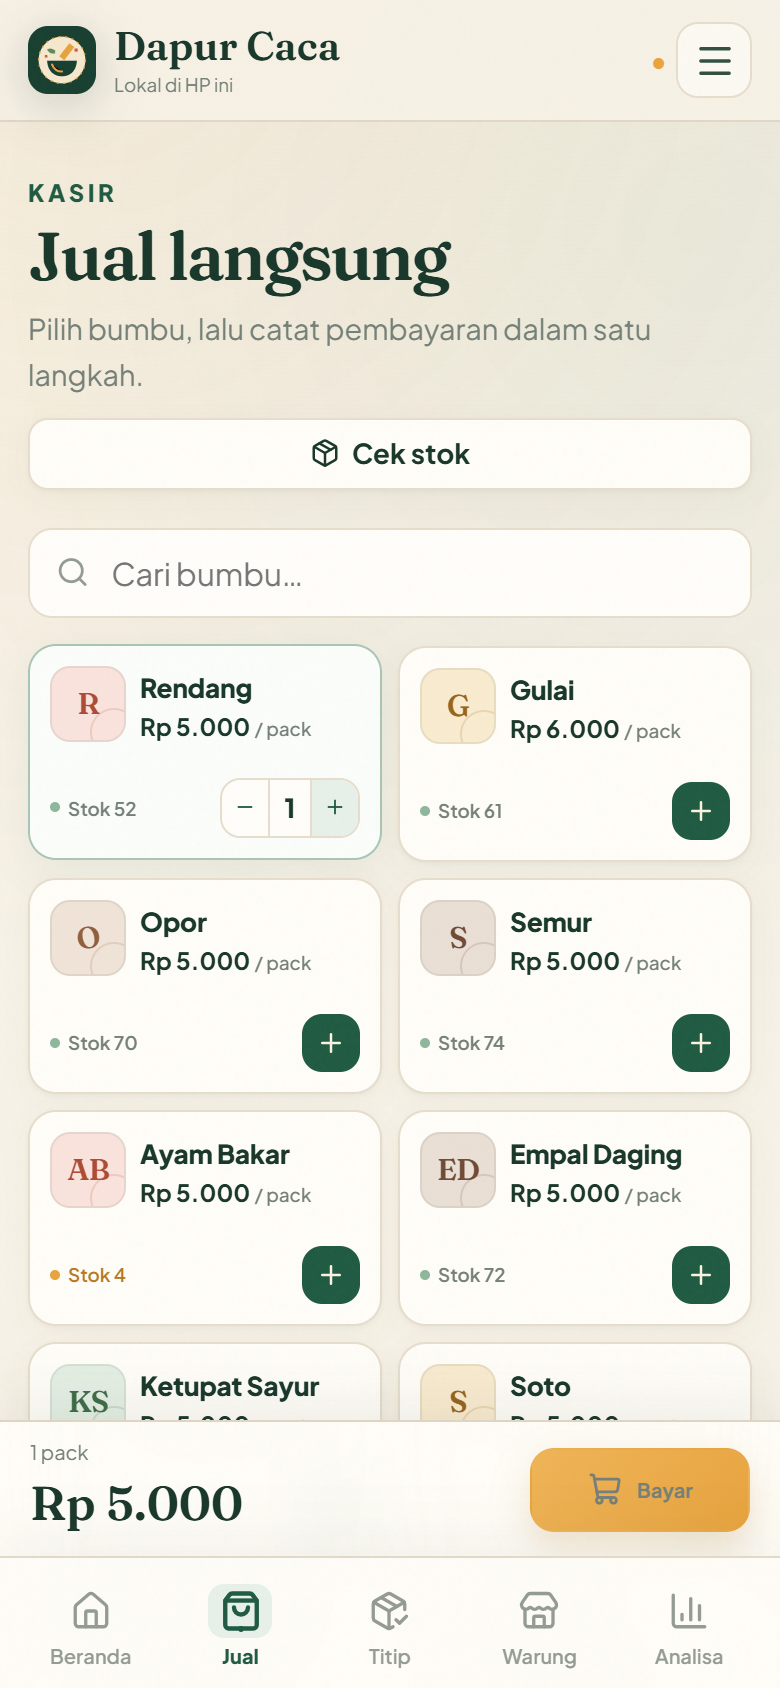 Dapur Caca
Lokal di HP ini
KASIR
Jual langsung
Pilih bumbu, lalu catat pembayaran dalam satu
langkah.
Cek stok
Cari bumbu...
R
Rendang
Rp 5.000 / pack
Stok 52
− 1 +
G
Gulai
Rp 6.000 / pack
Stok 61
+
O
Opor
Rp 5.000 / pack
Stok 70
+
S
Semur
Rp 5.000 / pack
Stok 74
+
AB
Ayam Bakar
Rp 5.000 / pack
Stok 4
+
ED
Empal Daging
Rp 5.000 / pack
Stok 72
+
KS
Ketupat Sayur
S
Soto
1 pack
Rp 5.000
Bayar
Beranda
Jual
Titip
Warung
Analisa